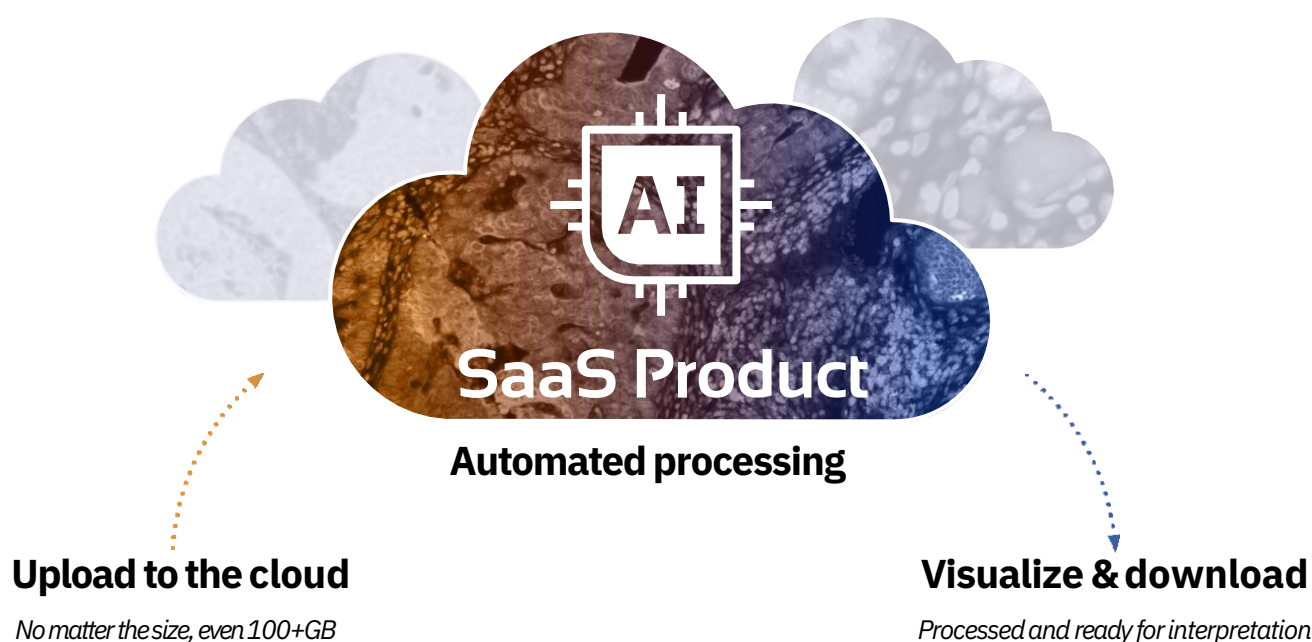 AI
SaaS Product
Automated processing
Upload to the cloud
No matter the size, even 100+GB
Visualize & download
Processed and ready for interpretation